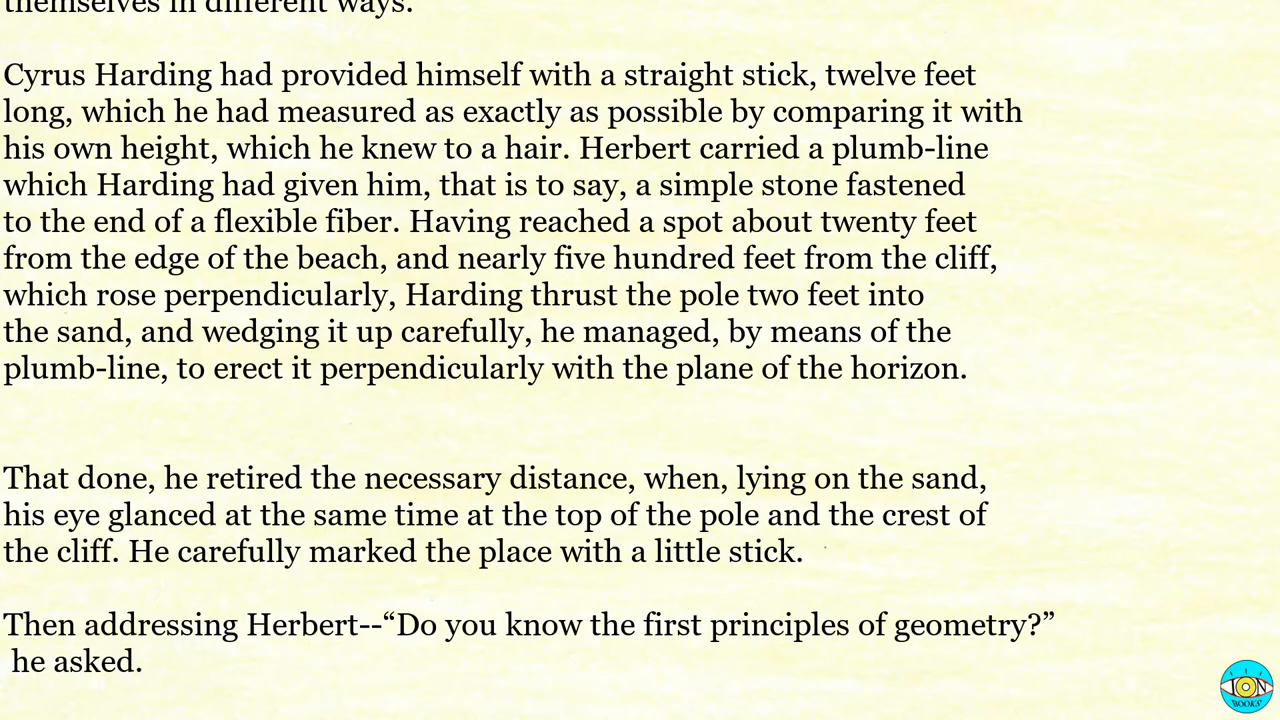 themselves in different ways.
Cyrus Harding had provided himself with a straight stick, twelve feet
long, which he had measured as exactly as possible by comparing it with
his own height, which he knew to a hair. Herbert carried a plumb-line
which Harding had given him, that is to say, a simple stone fastened
to the end of a flexible fiber. Having reached a spot about twenty feet
from the edge of the beach, and nearly five hundred feet from the cliff,
which rose perpendicularly, Harding thrust the pole two feet into
the sand, and wedging it up carefully, he managed, by means of the
plumb-line, to erect it perpendicularly with the plane of the horizon.
That done, he retired the necessary distance, when, lying on the sand,
his eye glanced at the same time at the top of the pole and the crest of
the cliff. He carefully marked the place with a little stick.
Then addressing Herbert--“Do you know the first principles of geometry?”
he asked.
ION
BOOKS